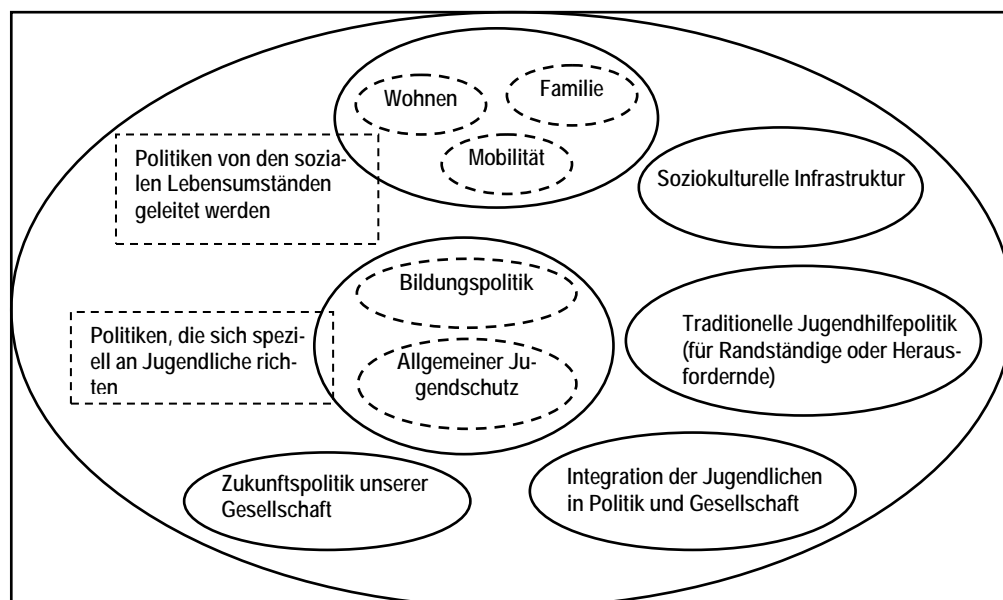 Wohnen
Familie
Mobilität
Politiken von den sozia-
len Lebensumständen
geleitet werden
Soziokulturelle Infrastruktur
Bildungspolitik
Allgemeiner Ju-
gendschutz
Politiken, die sich spezi-
ell an Jugendliche rich-
ten
Traditionelle Jugendhilfepolitik
(für Randständige oder Heraus-
fordernde)
Zukunftspolitik unserer
Gesellschaft
Integration der Jugendlichen
in Politik und Gesellschaft